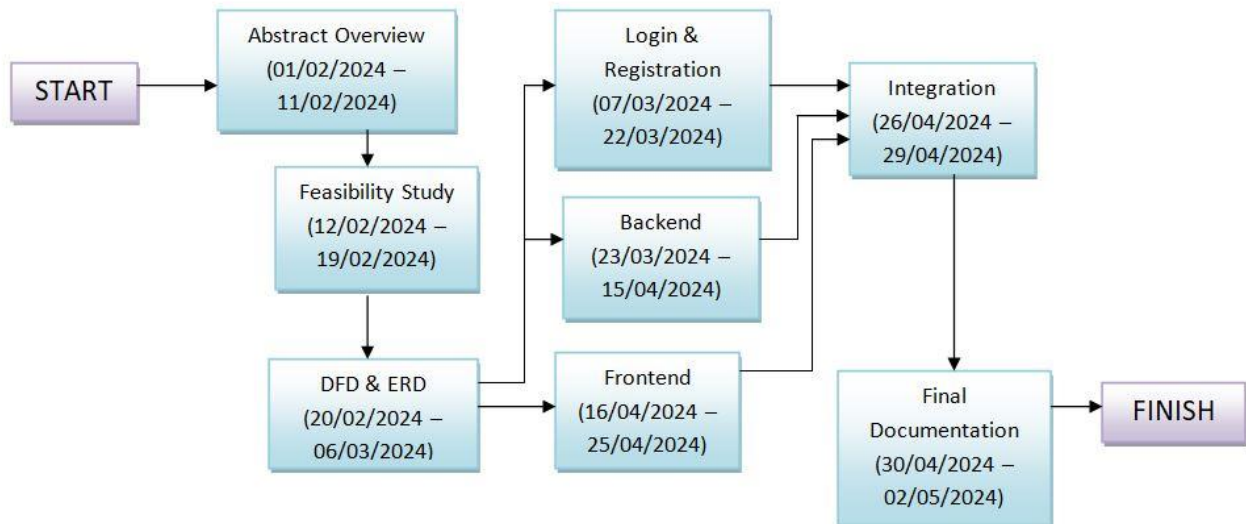 START
Abstract Overview
(01/02/2024 –
11/02/2024)
Feasibility Study
(12/02/2024 –
19/02/2024)
DFD & ERD
(20/02/2024 –
06/03/2024)
Login &
Registration
(07/03/2024 –
22/03/2024)
Backend
(23/03/2024 –
15/04/2024)
Frontend
(16/04/2024 –
25/04/2024)
Integration
(26/04/2024 –
29/04/2024)
Final
Documentation
(30/04/2024 –
02/05/2024)
FINISH